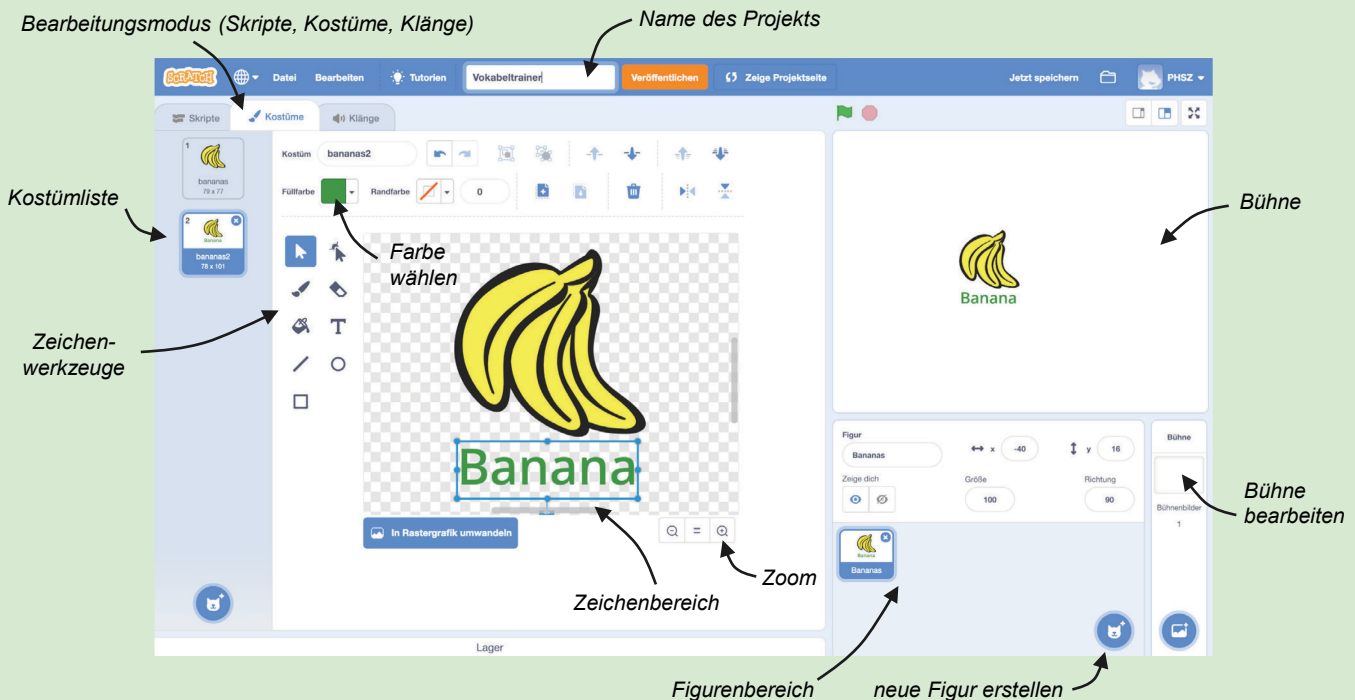 Bearbeitungsmodus (Skripte, Kostüme, Klänge)
Name des Projekts
SCRATCH
Datei
Bearbeiten
Tutorien
Vokabeltrainer
Veröffentlichen
Zeige Projektseite
Jetzt speichern
PHSZ
Skripte
Kostüme
Klänge
Kostümliste
1
bananas
79 x 77
2
Banana
bananas2
78 x 101
Kostüm
bananas2
Füllfarbe
Randfarbe
0
Farbe
wählen
T
Zeichen-
werkzeuge
Banana
In Rastergrafik umwandeln
Zoom
Zeichenbereich
Lager
Bühne
Banana
Figur
Bananas
x
-40
y
16
Zeige dich
Größe
100
Richtung
90
Banana
Bananas
Bühne
Bühnenbilder
1
Bühne
bearbeiten
Figurenbereich
neue Figur erstellen